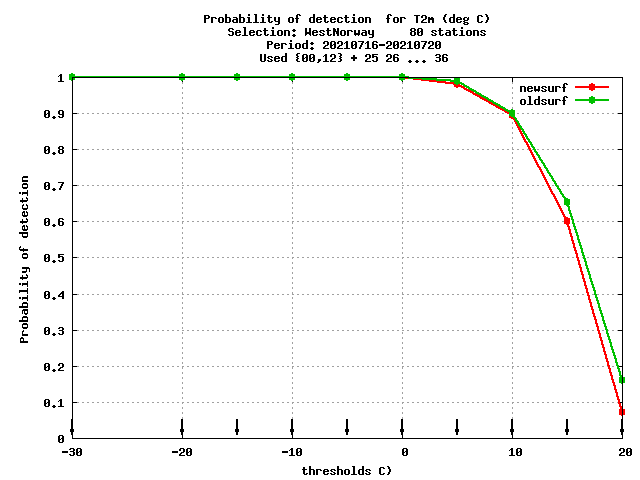 Probability of detection  for T2m (deg C)
Selection: WestNorway     80 stations
Period: 20210716-20210720
Used {00,12} + 25 26 ... 36
newsurf
oldsurf
Probability of detection
1
0.9
0.8
0.7
0.6
0.5
0.4
0.3
0.2
0.1
0
-30
-20
-10
0
10
20
thresholds C)